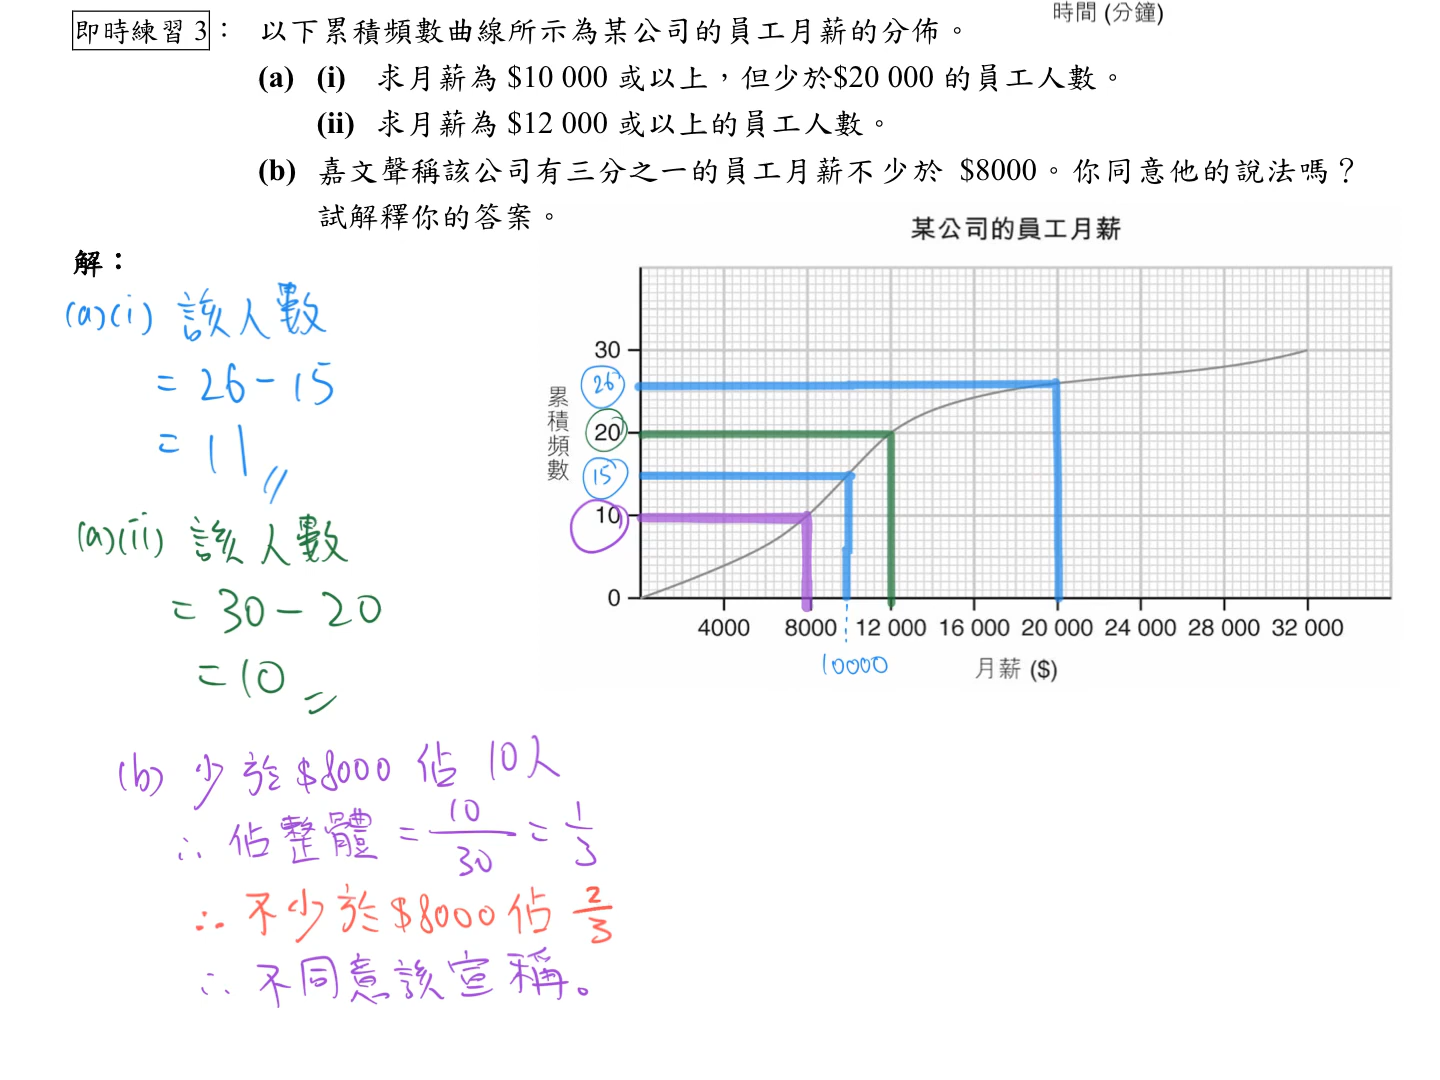 時間 (分鐘)
即時練習 3： 以下累積頻數曲線所示為某公司的員工月薪的分佈。
(a) (i) 求月薪為 $10 000 或以上，但少於$20 000 的員工人數。
(ii) 求月薪為 $12 000 或以上的員工人數。
(b) 嘉文聲稱該公司有三分之一的員工月薪不少於 $8000。你同意他的說法嗎？
試解釋你的答案。
解：
(a)(i) 該人數
= 26 - 15
= 11
(a)(ii) 該人數
= 30 - 20
= 10
(b) 少於$8000 佔 10人
∴ 佔整體 = 10/30 = 1/3
∴ 不少於$8000佔 2/3
∴ 不同意該宣稱。
某公司的員工月薪
累積頻數
30
26
20
15
10
0
4000 8000 12 000 16 000 20 000 24 000 28 000 32 000
10000
月薪 ($)